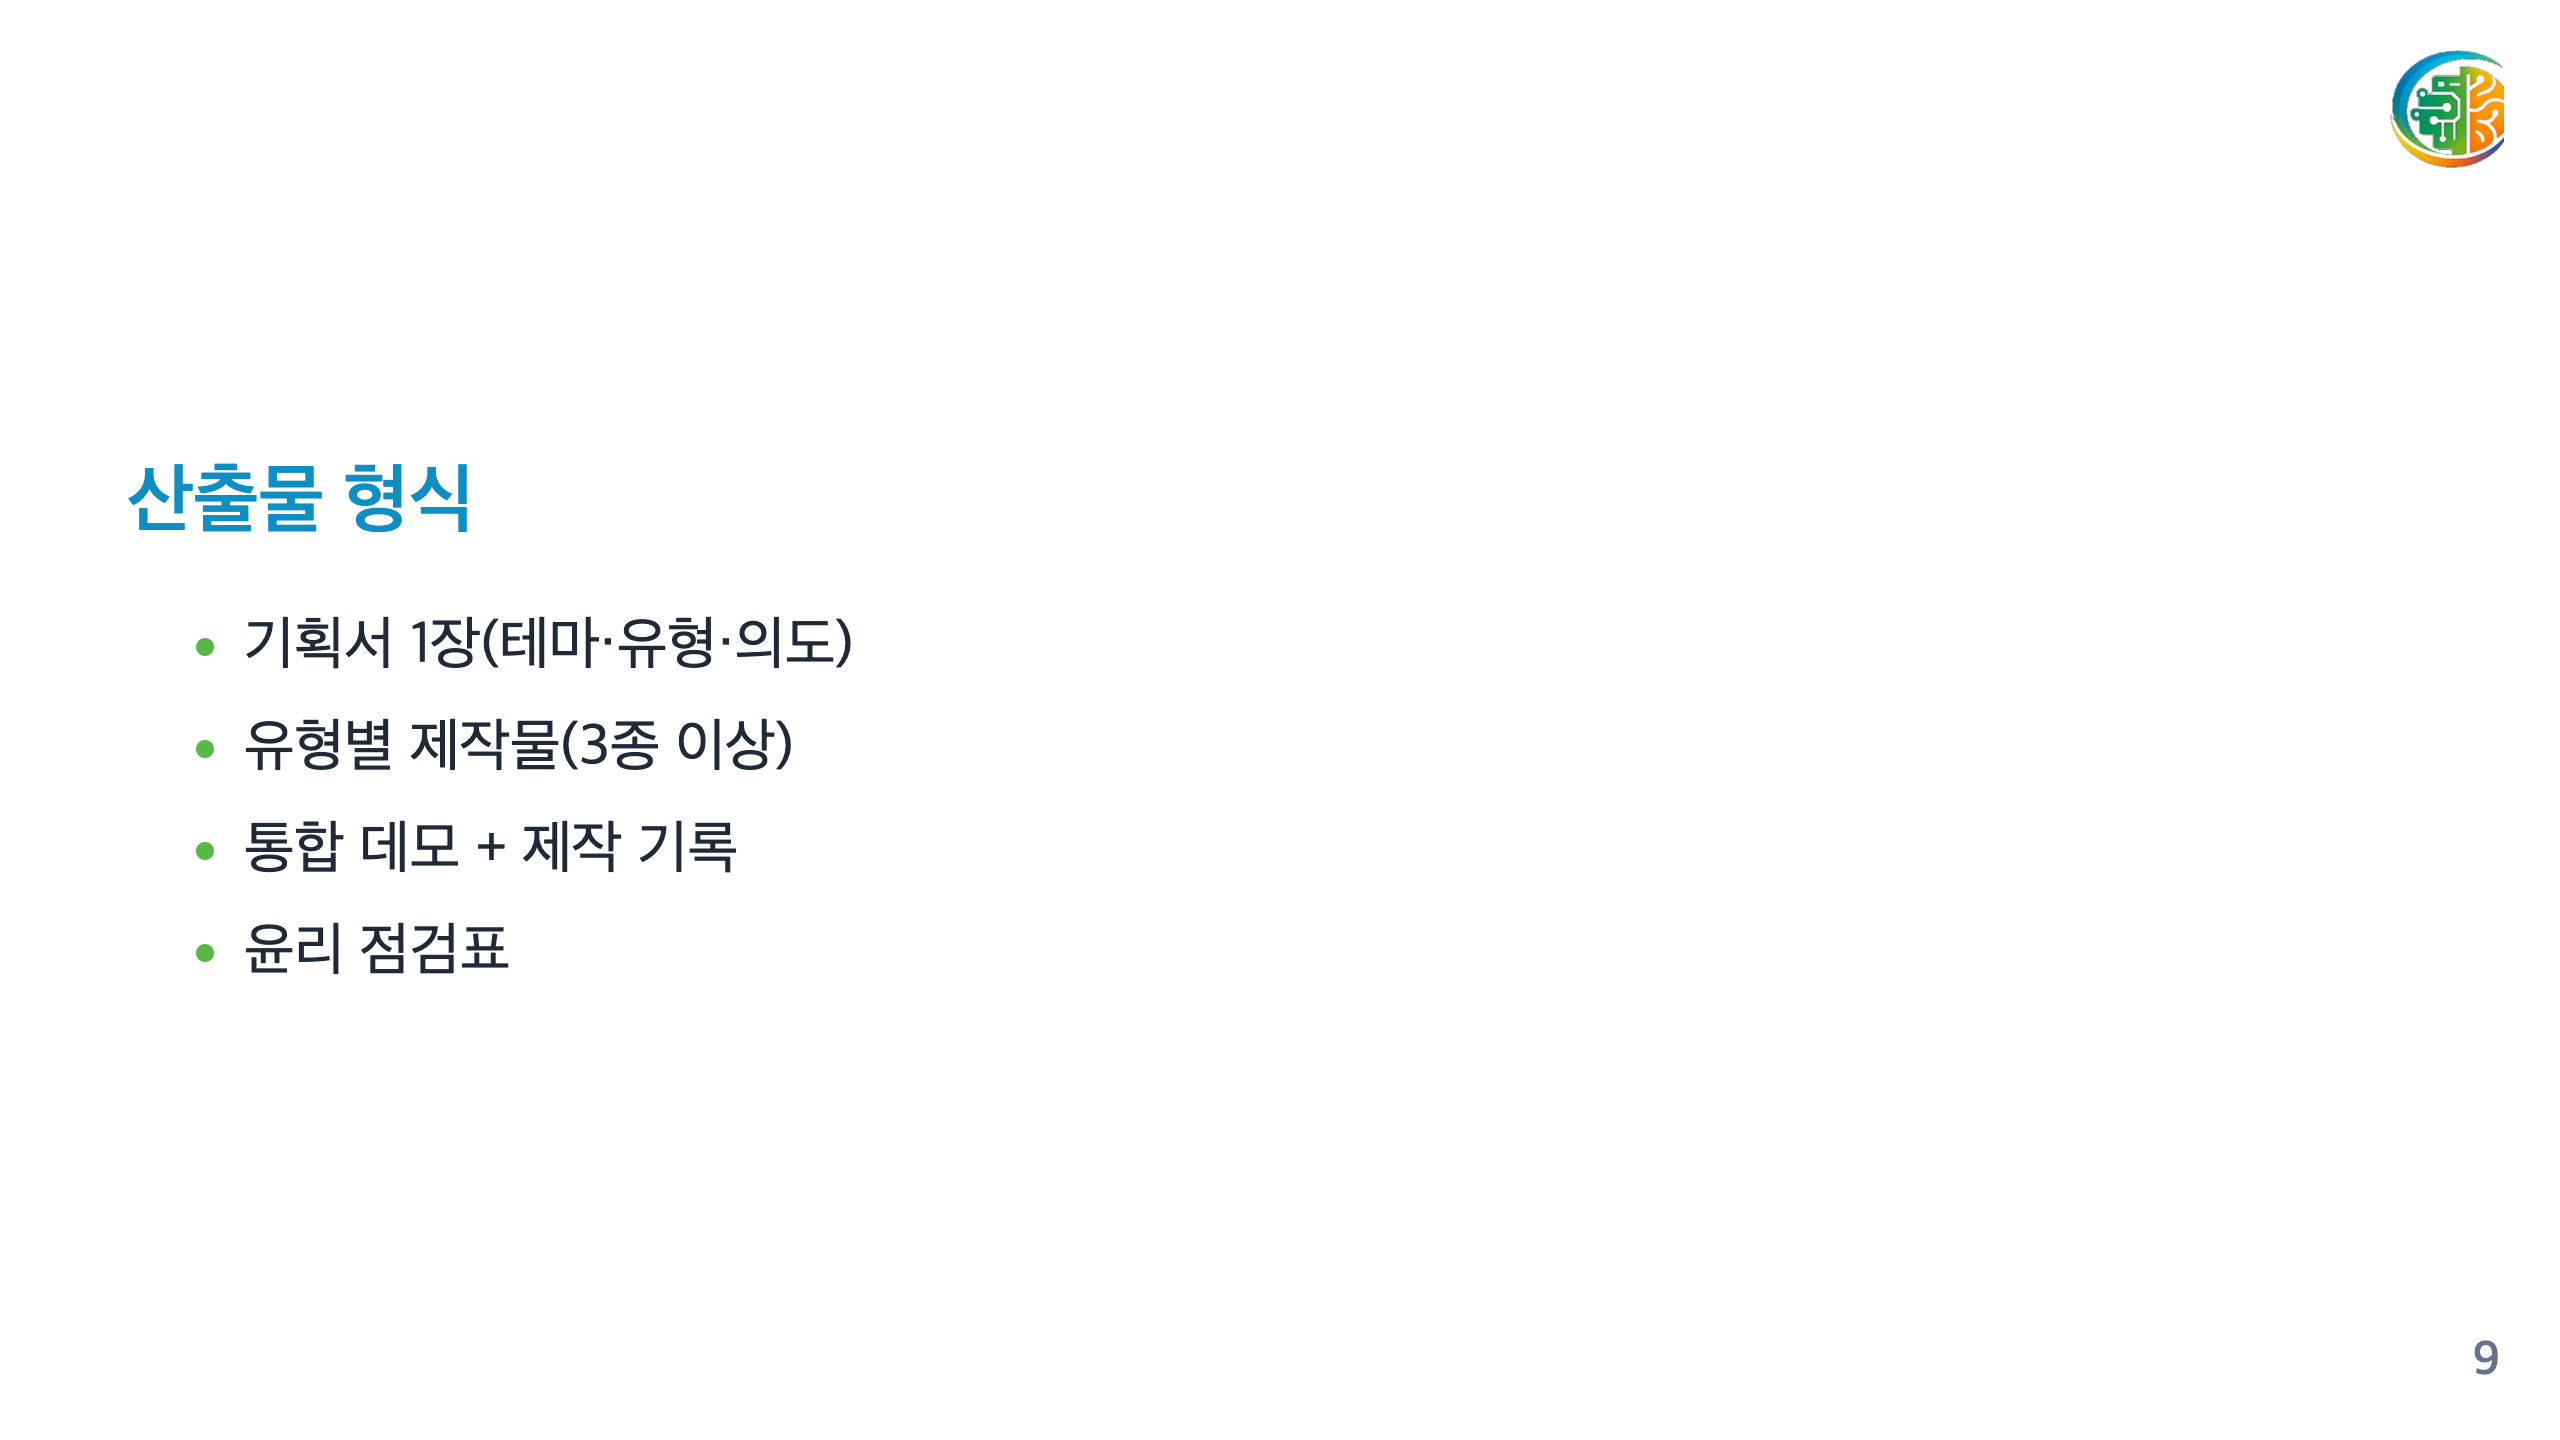 산출물 형식
• 기획서 1장(테마·유형·의도)
• 유형별 제작물(3종 이상)
• 통합 데모 + 제작 기록
• 윤리 점검표
9